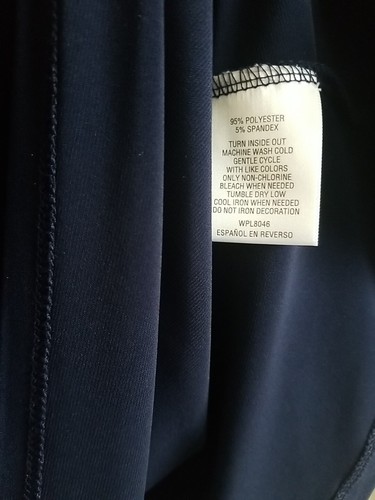 95% POLYESTER
5% SPANDEX
TURN INSIDE OUT
MACHINE WASH COLD
GENTLE CYCLE
WITH LIKE COLORS
ONLY NON-CHLORINE
BLEACH WHEN NEEDED
TUMBLE DRY LOW
COOL IRON WHEN NEEDED
DO NOT IRON DECORATION
WPL8046
ESPAÑOL EN REVERSO